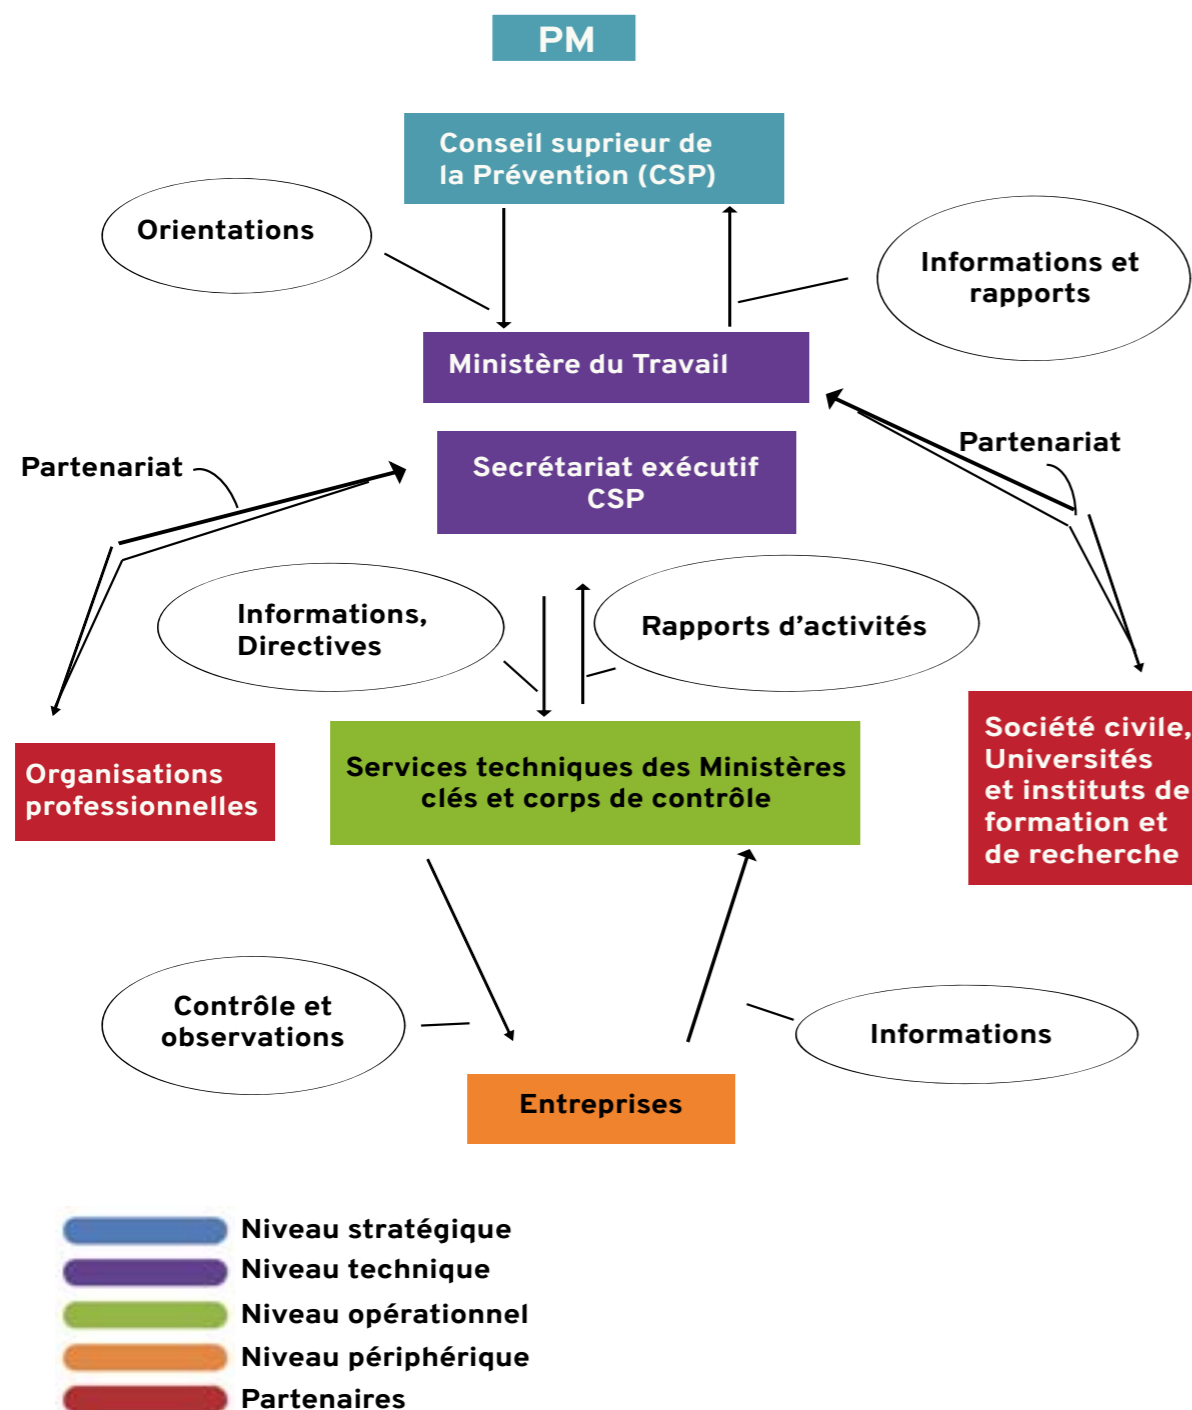 PM
Conseil suprieur de
la Prévention (CSP)
Orientations
Informations et
rapports
Ministère du Travail
Partenariat
Partenariat
Secrétariat exécutif
CSP
Informations,
Directives
Rapports d’activités
Organisations
professionnelles
Services techniques des Ministères
clés et corps de contrôle
Société civile,
Universités
et instituts de
formation et
de recherche
Contrôle et
observations
Informations
Entreprises
Niveau stratégique
Niveau technique
Niveau opérationnel
Niveau périphérique
Partenaires